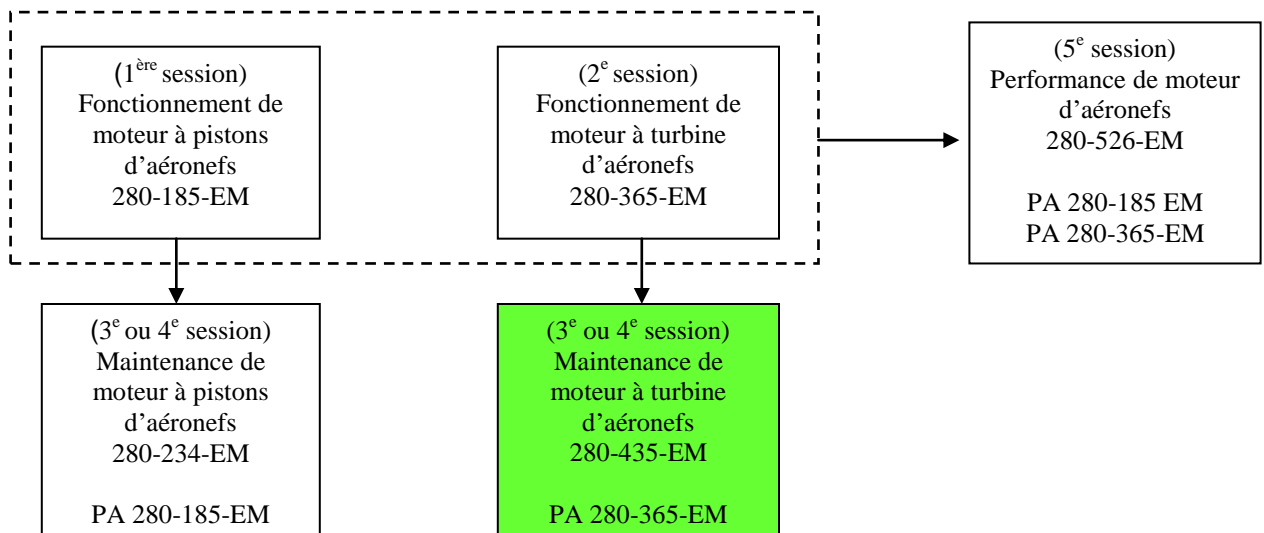 (1ère session)
Fonctionnement de
moteur à pistons
d’aéronefs
280-185-EM
(2e session)
Fonctionnement de
moteur à turbine
d’aéronefs
280-365-EM
(5e session)
Performance de moteur
d’aéronefs
280-526-EM
PA 280-185 EM
PA 280-365-EM
(3e ou 4e session)
Maintenance de
moteur à pistons
d’aéronefs
280-234-EM
PA 280-185-EM
(3e ou 4e session)
Maintenance de
moteur à turbine
d’aéronefs
280-435-EM
PA 280-365-EM